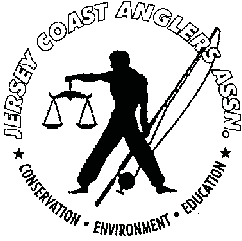 JERSEY COAST ANGLERS ASSN.
★ CONSERVATION • ENVIRONMENT • EDUCATION ★